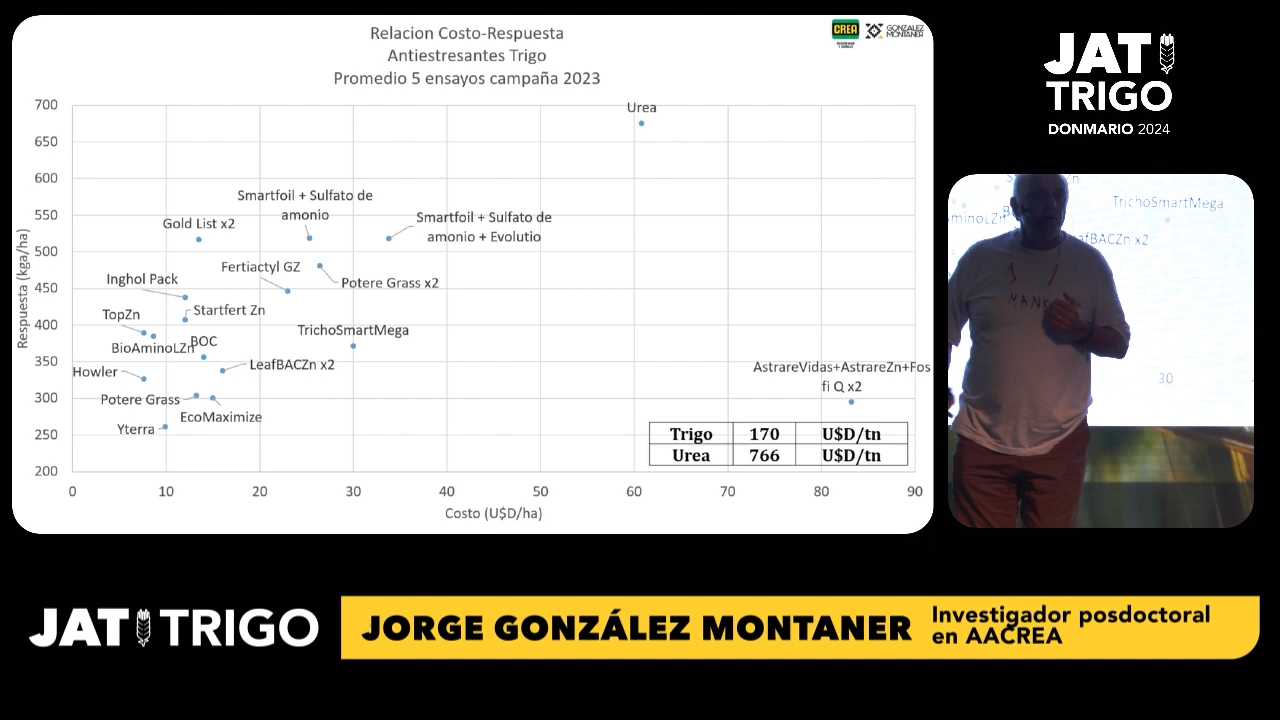 Relacion Costo-Respuesta
Antiestresantes Trigo
Promedio 5 ensayos campaña 2023
CREA
GONZALEZ
MONTANER
Respuesta (kga/ha)
700
650
600
550
500
450
400
350
300
250
200
Urea
Smartfoil + Sulfato de
amonio
Smartfoil + Sulfato de
amonio + Evolutio
Gold List x2
Fertiactyl GZ
Potere Grass x2
Inghol Pack
Startfert Zn
TopZn
TrichoSmartMega
BioAminoLZn
BOC
LeafBACZn x2
Howler
AstrareVidas+AstrareZn+Fos
fi Q x2
Potere Grass
EcoMaximize
Yterra
Trigo 170 U$D/tn
Urea 766 U$D/tn
0 10 20 30 40 50 60 70 80 90
Costo (U$D/ha)
JAT
TRIGO
DONMARIO 2024
TrichoSmartMega
afBACZn x2
30
JAT TRIGO
JORGE GONZÁLEZ MONTANER
Investigador posdoctoral
en AACREA